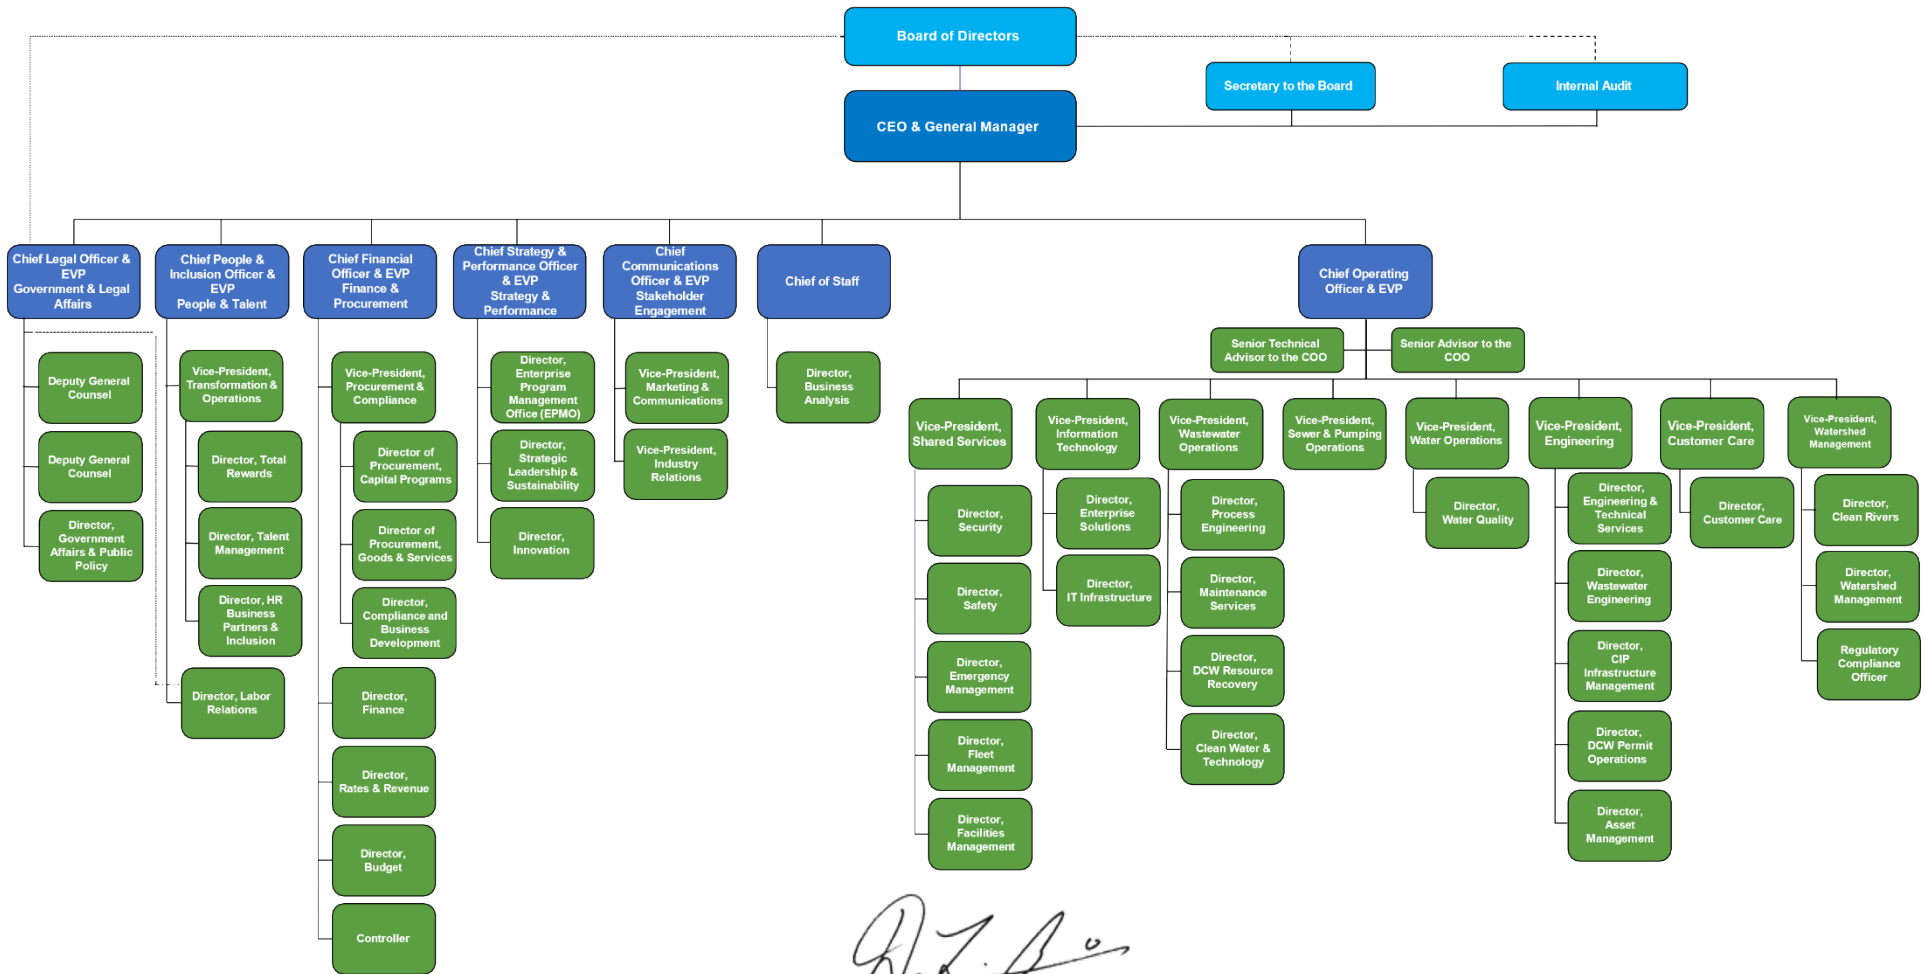 Board of Directors
Secretary to the Board
Internal Audit
CEO & General Manager
Chief Legal Officer &
EVP
Government & Legal
Affairs
Chief People &
Inclusion Officer &
EVP
People & Talent
Chief Financial
Officer & EVP
Finance &
Procurement
Chief Strategy &
Performance Officer
& EVP
Strategy &
Performance
Chief
Communications
Officer & EVP
Stakeholder
Engagement
Chief of Staff
Chief Operating
Officer & EVP
Senior Technical
Advisor to the COO
Senior Advisor to the
COO
Deputy General
Counsel
Deputy General
Counsel
Director,
Government
Affairs & Public
Policy
Vice-President,
Transformation &
Operations
Director, Total
Rewards
Director, Talent
Management
Director, HR
Business
Partners &
Inclusion
Director, Labor
Relations
Vice-President,
Procurement &
Compliance
Director of
Procurement,
Capital Programs
Director of
Procurement,
Goods & Services
Director,
Compliance and
Business
Development
Director,
Finance
Director,
Rates & Revenue
Director,
Budget
Controller
Director,
Enterprise
Program
Management
Office (EPMO)
Director,
Strategic
Leadership &
Sustainability
Director,
Innovation
Vice-President,
Marketing &
Communications
Vice-President,
Industry
Relations
Director,
Business
Analysis
Vice-President,
Shared Services
Director,
Security
Director,
Safety
Director,
Emergency
Management
Director,
Fleet
Management
Director,
Facilities
Management
Vice-President,
Information
Technology
Director,
Enterprise
Solutions
Director,
IT Infrastructure
Vice-President,
Wastewater
Operations
Director,
Process
Engineering
Director,
Maintenance
Services
Director,
DCW Resource
Recovery
Director,
Clean Water &
Technology
Vice-President,
Sewer & Pumping
Operations
Vice-President,
Water Operations
Director,
Water Quality
Vice-President,
Engineering
Director,
Engineering &
Technical
Services
Director,
Wastewater
Engineering
Director,
CIP
Infrastructure
Management
Director,
DCW Permit
Operations
Director,
Asset
Management
Vice-President,
Customer Care
Director,
Customer Care
Vice-President,
Watershed
Management
Director,
Clean Rivers
Director,
Watershed
Management
Regulatory
Compliance
Officer